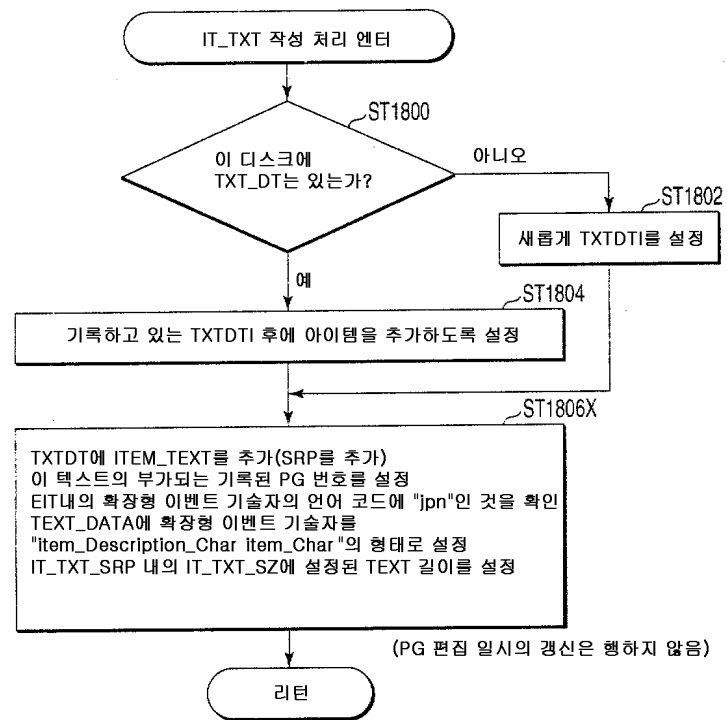 IT_TXT 작성 처리 엔터
ST1800
이 디스크에
TXT_DT는 있는가?
아니오
ST1802
새롭게 TXTDTI를 설정
예
ST1804
기록하고 있는 TXTDTI 후에 아이템을 추가하도록 설정
ST1806X
TXTDT에 ITEM_TEXT를 추가(SRP를 추가)
이 텍스트의 부가되는 기록된 PG 번호를 설정
EIT내의 확장형 이벤트 기술자의 언어 코드에 "jpn"인 것을 확인
TEXT_DATA에 확장형 이벤트 기술자를
"item_Description_Char item_Char"의 형태로 설정
IT_TXT_SRP 내의 IT_TXT_SZ에 설정된 TEXT 길이를 설정
(PG 편집 일시의 갱신은 행하지 않음)
리턴